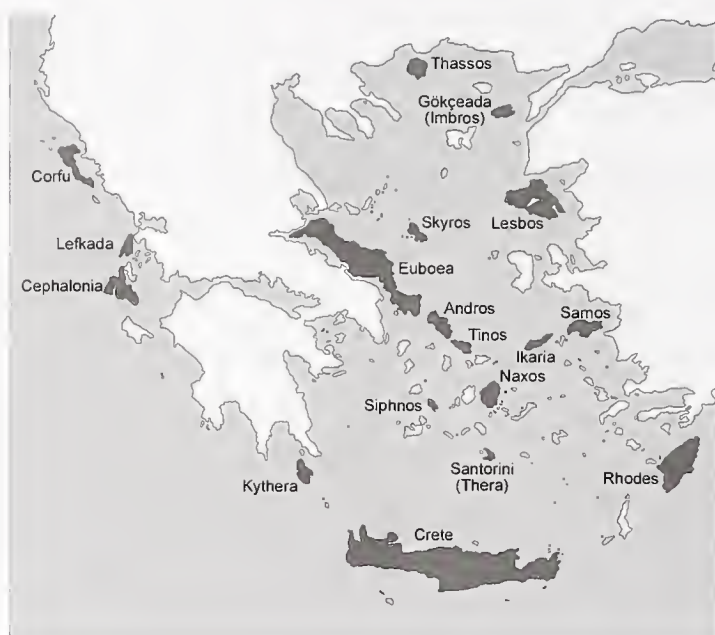 Thassos
Gökçeada
(Imbros)
Corfu
Lesbos
Skyros
Lefkada
Euboea
Cephalonia
Andros
Samos
Tinos
Ikaria
Naxos
Siphnos
Santorini
(Thera)
Rhodes
Kythera
Crete